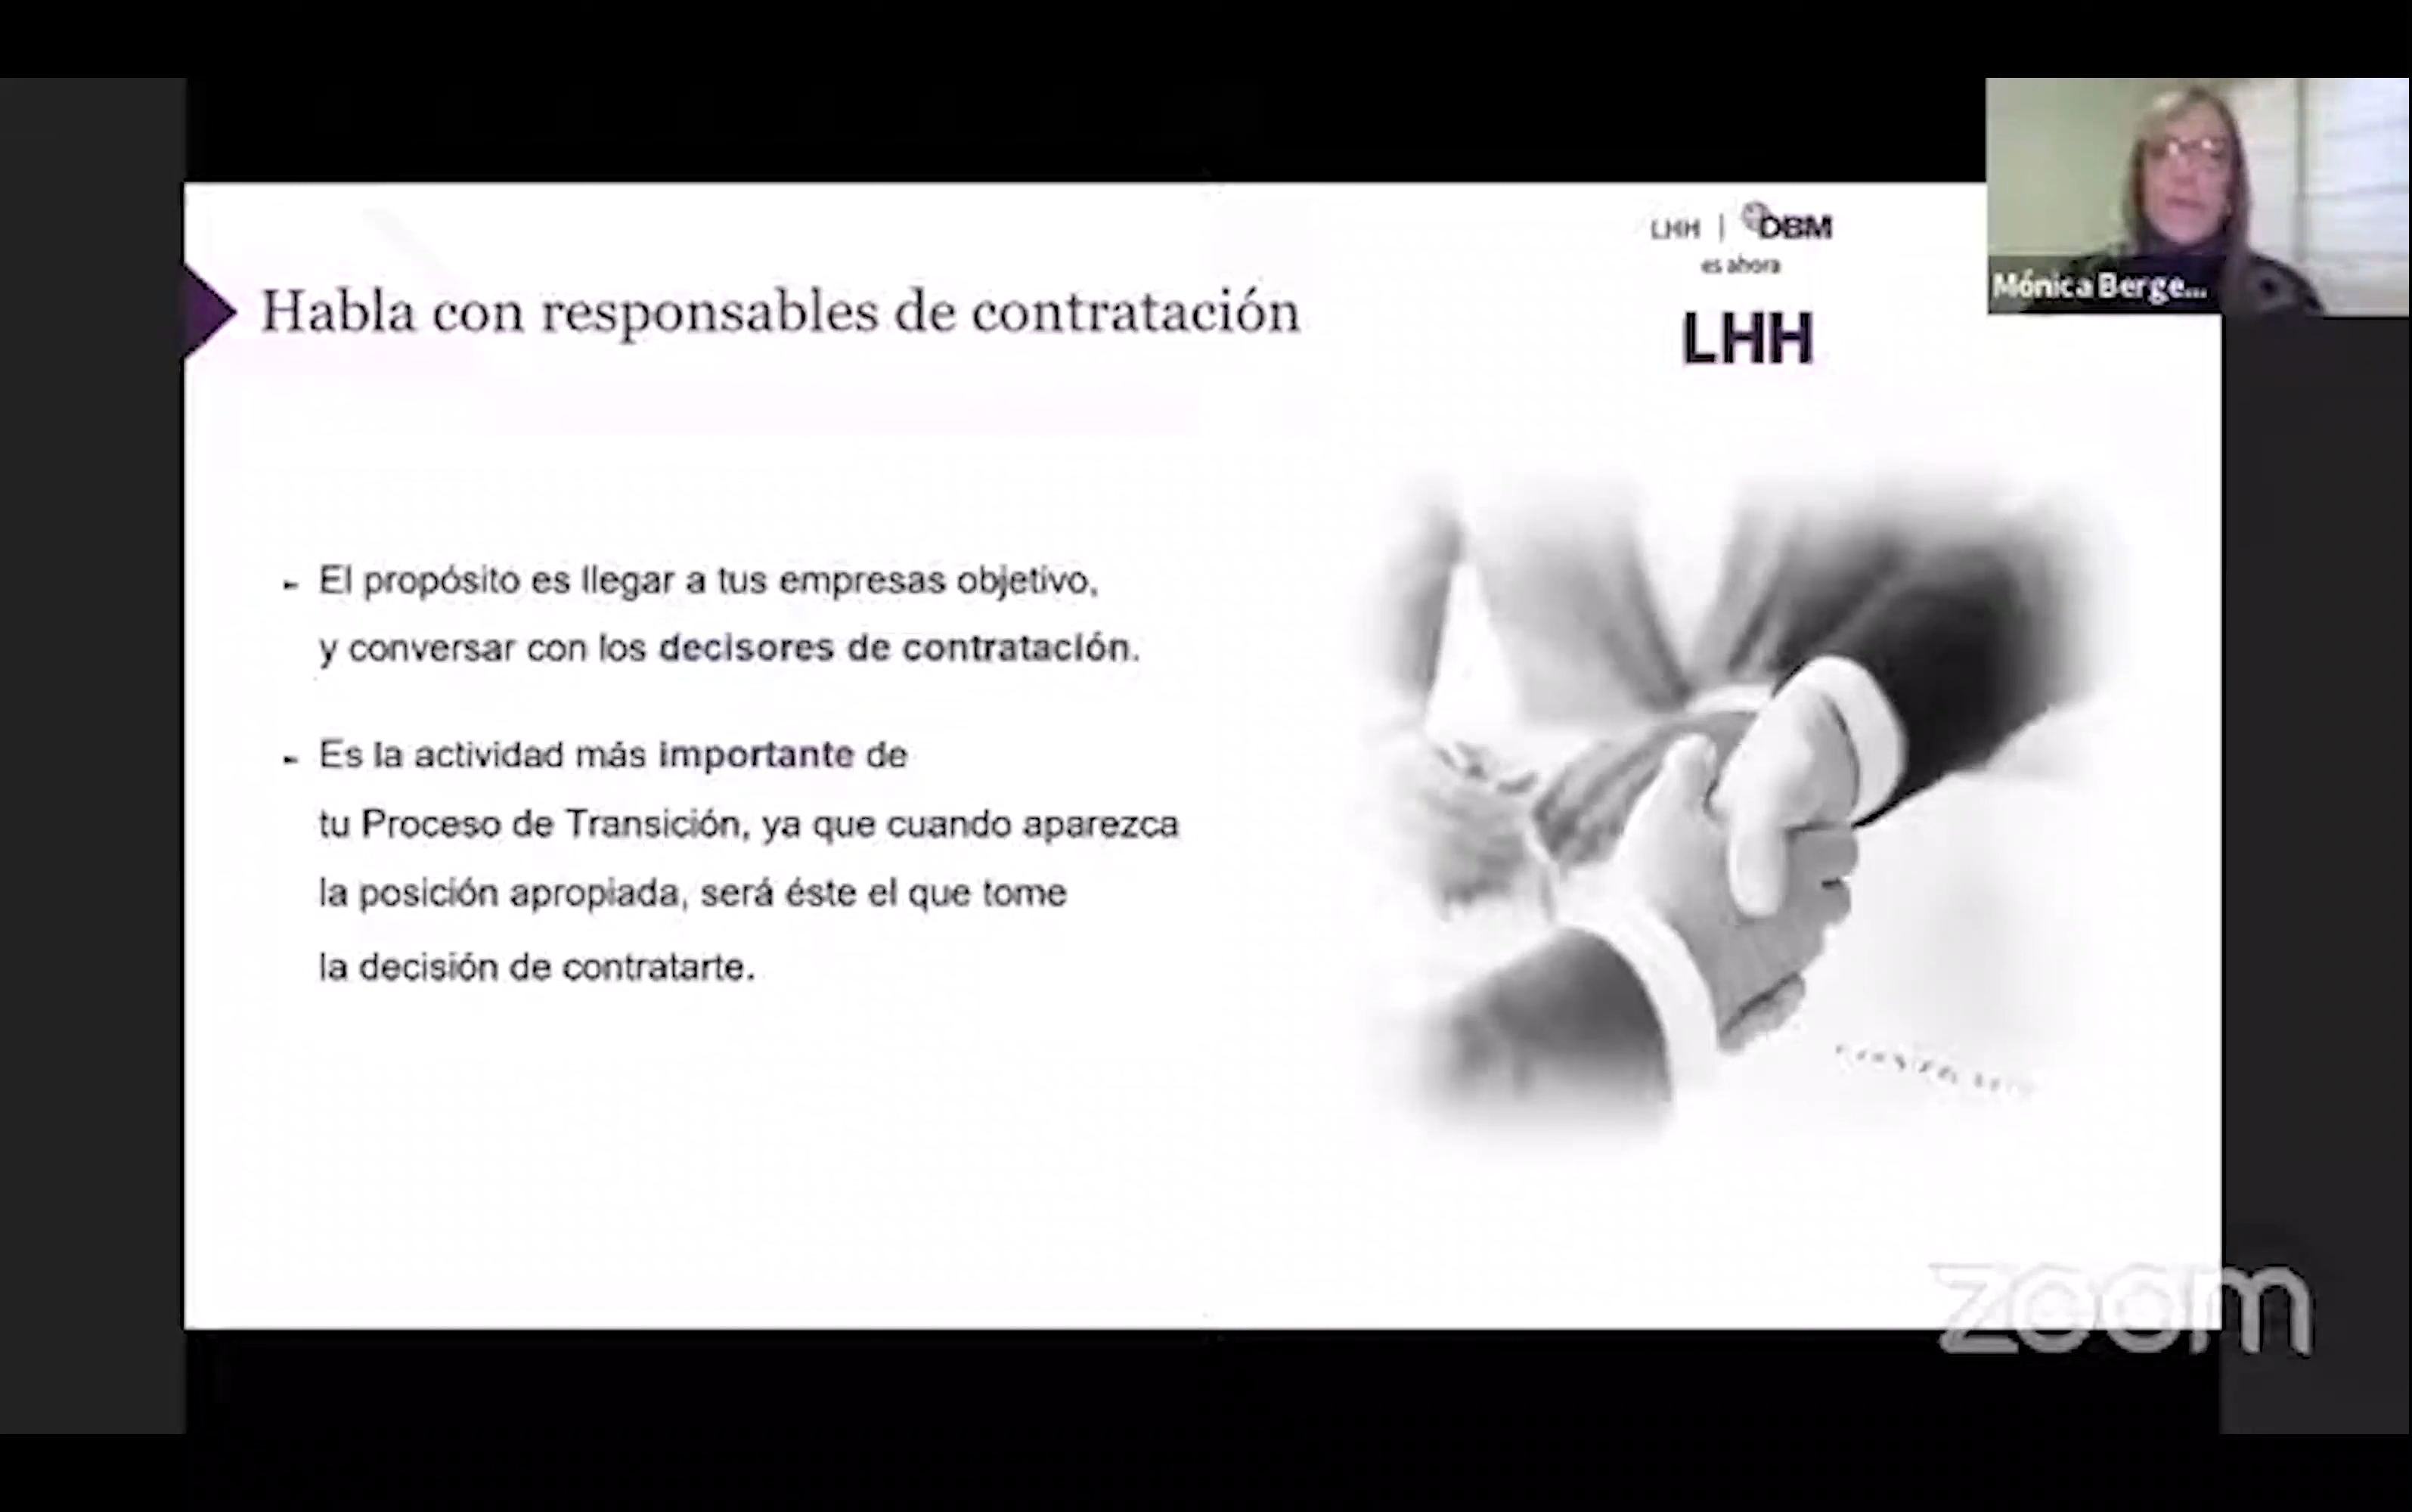 LHH | DBM
es ahora
LHH
Mónica Berge...
Habla con responsables de contratación
El propósito es llegar a tus empresas objetivo,
y conversar con los decisores de contratación.
Es la actividad más importante de
tu Proceso de Transición, ya que cuando aparezca
la posición apropiada, será éste el que tome
la decisión de contratarte.
zoom